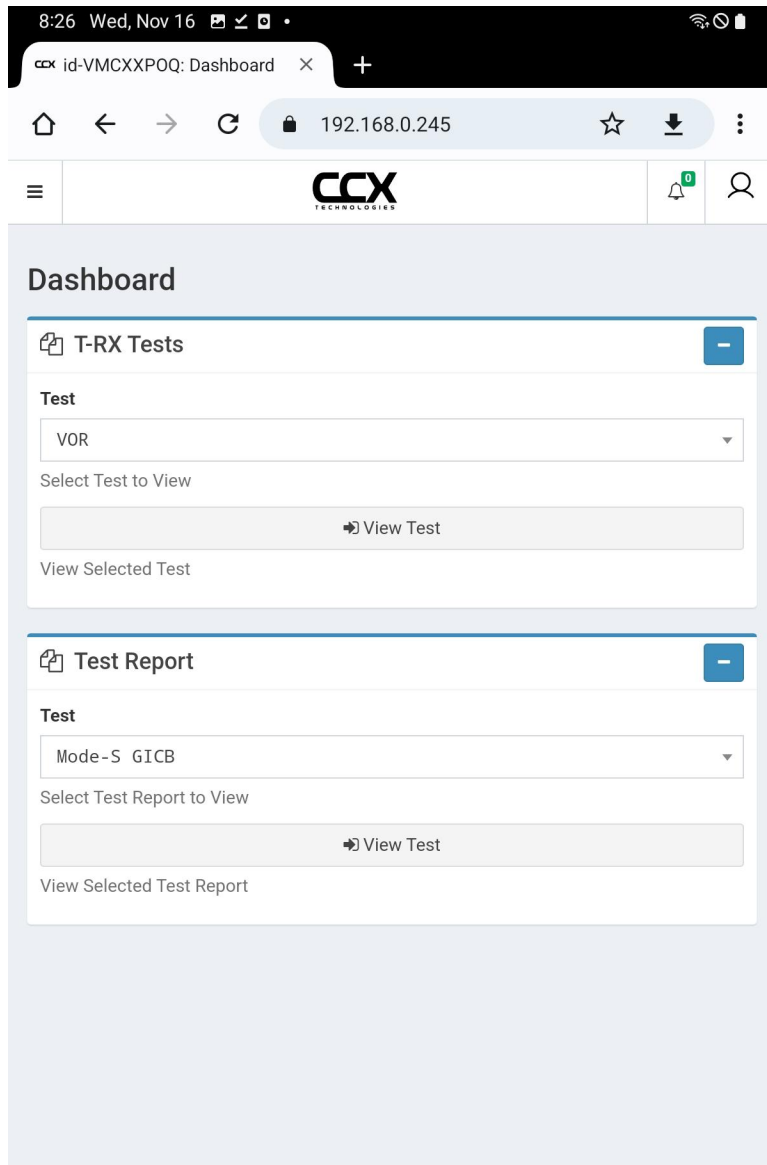 8:26 Wed, Nov 16
CCX id-VMCXXPOQ: Dashboard
192.168.0.245
CCX
TECHNOLOGIES
0
Dashboard
T-RX Tests
Test
VOR
Select Test to View
View Test
View Selected Test
Test Report
Test
Mode-S GICB
Select Test Report to View
View Test
View Selected Test Report